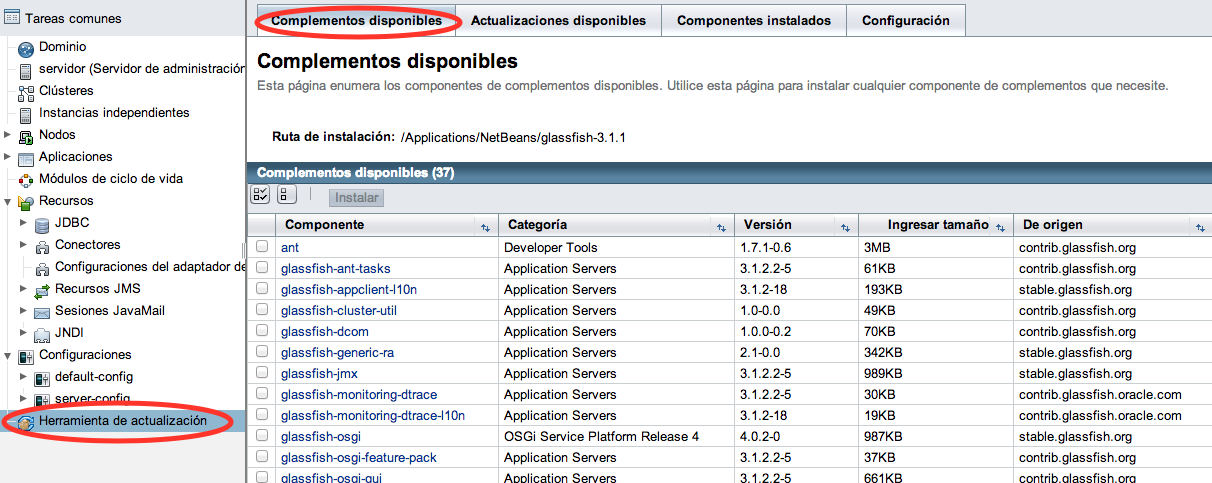 Tareas comunes
Dominio
servidor (Servidor de administración
Clústeres
Instancias independientes
Nodos
Aplicaciones
Módulos de ciclo de vida
Recursos
JDBC
Conectores
Configuraciones del adaptador de
Recursos JMS
Sesiones JavaMail
JNDI
Configuraciones
default-config
server-config
Herramienta de actualización
Complementos disponibles Actualizaciones disponibles Componentes instalados Configuración
Complementos disponibles
Esta página enumera los componentes de complementos disponibles. Utilice esta página para instalar cualquier componente de complementos que necesite.
Ruta de instalación: /Applications/NetBeans/glassfish-3.1.1
Complementos disponibles (37)
Instalar
Componente Categoría Versión Ingresar tamaño De origen
ant Developer Tools 1.7.1-0.6 3MB contrib.glassfish.org
glassfish-ant-tasks Application Servers 3.1.2.2-5 61KB contrib.glassfish.org
glassfish-appclient-l10n Application Servers 3.1.2-18 193KB stable.glassfish.org
glassfish-cluster-util Application Servers 1.0-0.0 49KB contrib.glassfish.org
glassfish-dcom Application Servers 1.0.0-0.2 70KB contrib.glassfish.org
glassfish-generic-ra Application Servers 2.1-0.0 342KB stable.glassfish.org
glassfish-jmx Application Servers 3.1.2.2-5 989KB stable.glassfish.org
glassfish-monitoring-dtrace Application Servers 3.1.2.2-5 30KB contrib.glassfish.oracle.com
glassfish-monitoring-dtrace-l10n Application Servers 3.1.2-18 19KB contrib.glassfish.oracle.com
glassfish-osgi OSGi Service Platform Release 4 4.0.2-0 987KB stable.glassfish.org
glassfish-osgi-feature-pack Application Servers 3.1.2.2-5 37KB contrib.glassfish.org
glassfish-osgi-gui Application Servers 3.1.2.2-5 661KB contrib.glassfish.org